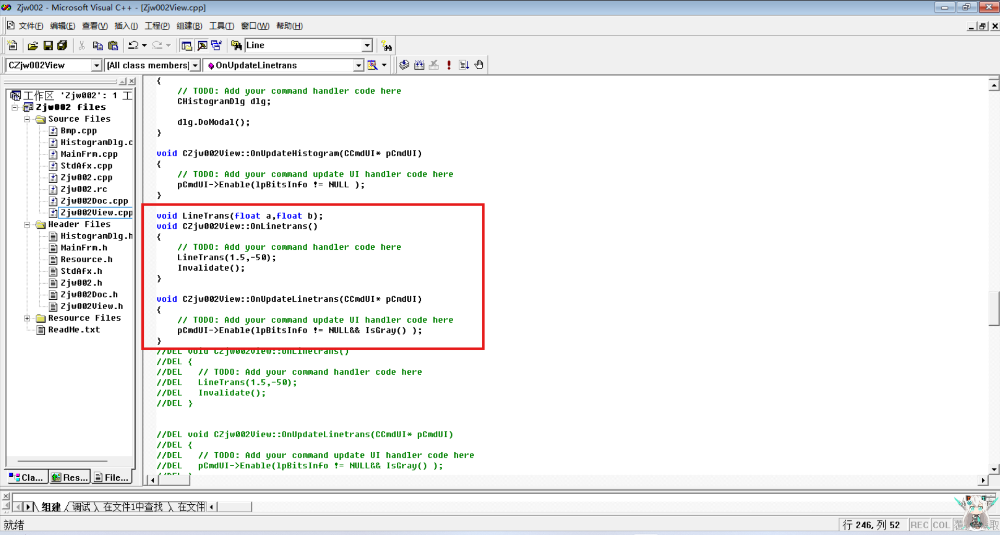 Zjw002 - Microsoft Visual C++ - [Zjw002View.cpp]
文件(F) 编辑(E) 查看(V) 插入(I) 工程(P) 组建(B) 工具(T) 窗口(W) 帮助(H)
Line
CZjw002View [All class members] OnUpdateLinetrans
工作区 'Zjw002': 1 工
Zjw002 files
Source Files
Bmp.cpp
HistogramDlg.c
MainFrm.cpp
StdAfx.cpp
Zjw002.cpp
Zjw002.rc
Zjw002Doc.cpp
Zjw002View.cpp
Header Files
HistogramDlg.h
MainFrm.h
Resource.h
StdAfx.h
Zjw002.h
Zjw002Doc.h
Zjw002View.h
Resource Files
ReadMe.txt
Cla... Res... File...
{
// TODO: Add your command handler code here
CHistogramDlg dlg;
dlg.DoModal();
}
void CZjw002View::OnUpdateHistogram(CCmdUI* pCmdUI)
{
// TODO: Add your command update UI handler code here
pCmdUI->Enable(lpBitsInfo != NULL );
}
void LineTrans(float a,float b);
void CZjw002View::OnLinetrans()
{
// TODO: Add your command handler code here
LineTrans(1.5,-50);
Invalidate();
}
void CZjw002View::OnUpdateLinetrans(CCmdUI* pCmdUI)
{
// TODO: Add your command update UI handler code here
pCmdUI->Enable(lpBitsInfo != NULL&& IsGray() );
}
//DEL void CZjw002View::OnLinetrans()
//DEL {
//DEL // TODO: Add your command handler code here
//DEL LineTrans(1.5,-50);
//DEL Invalidate();
//DEL }
//DEL void CZjw002View::OnUpdateLinetrans(CCmdUI* pCmdUI)
//DEL {
//DEL // TODO: Add your command update UI handler code here
//DEL pCmdUI->Enable(lpBitsInfo != NULL&& IsGray() );
//DEL }
组建 调试 在文件1中查找 在文件
就绪
行 246, 列 52 REC COL 覆 取